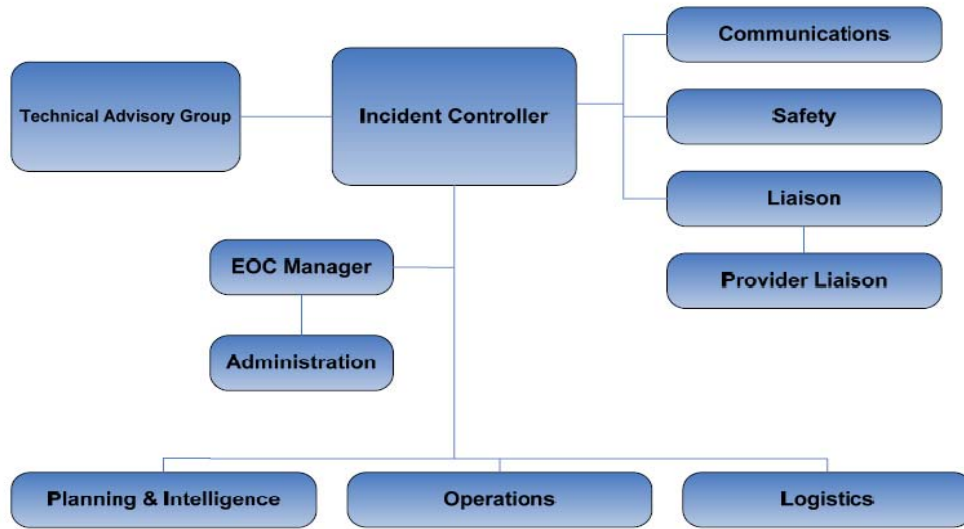 Communications
Technical Advisory Group
Incident Controller
Safety
Liaison
EOC Manager
Provider Liaison
Administration
Planning & Intelligence
Operations
Logistics